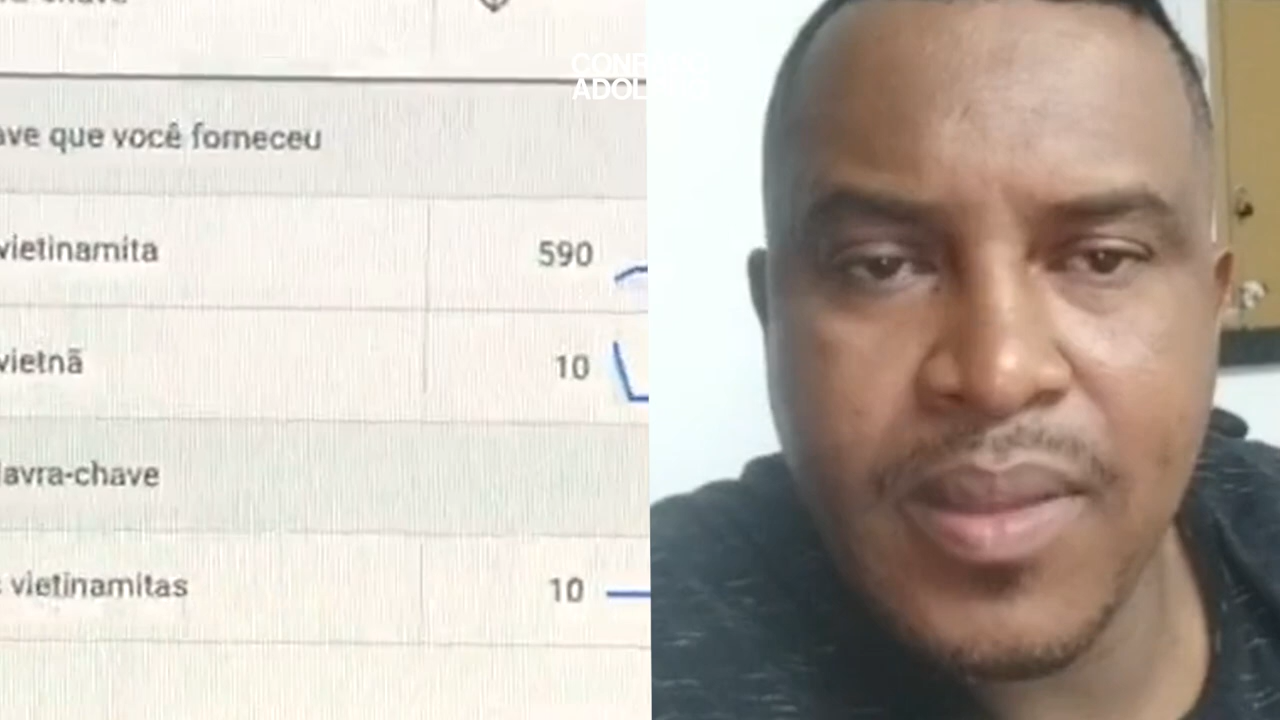 ave que você forneceu
vietinamita
590
vietnã
10
lavra-chave
vietinamitas
10